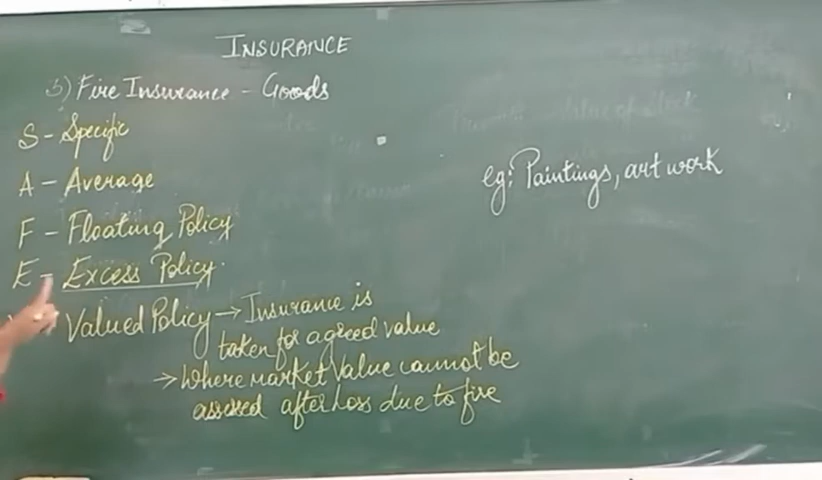 INSURANCE
5) Fire Insurance - Goods
S - Specific
A - Average
F - Floating Policy
E - Excess Policy
Valued Policy → Insurance is
taken for agreed value
→ Where market Value cannot be
assessed after Loss due to fire
eg: Paintings, art work